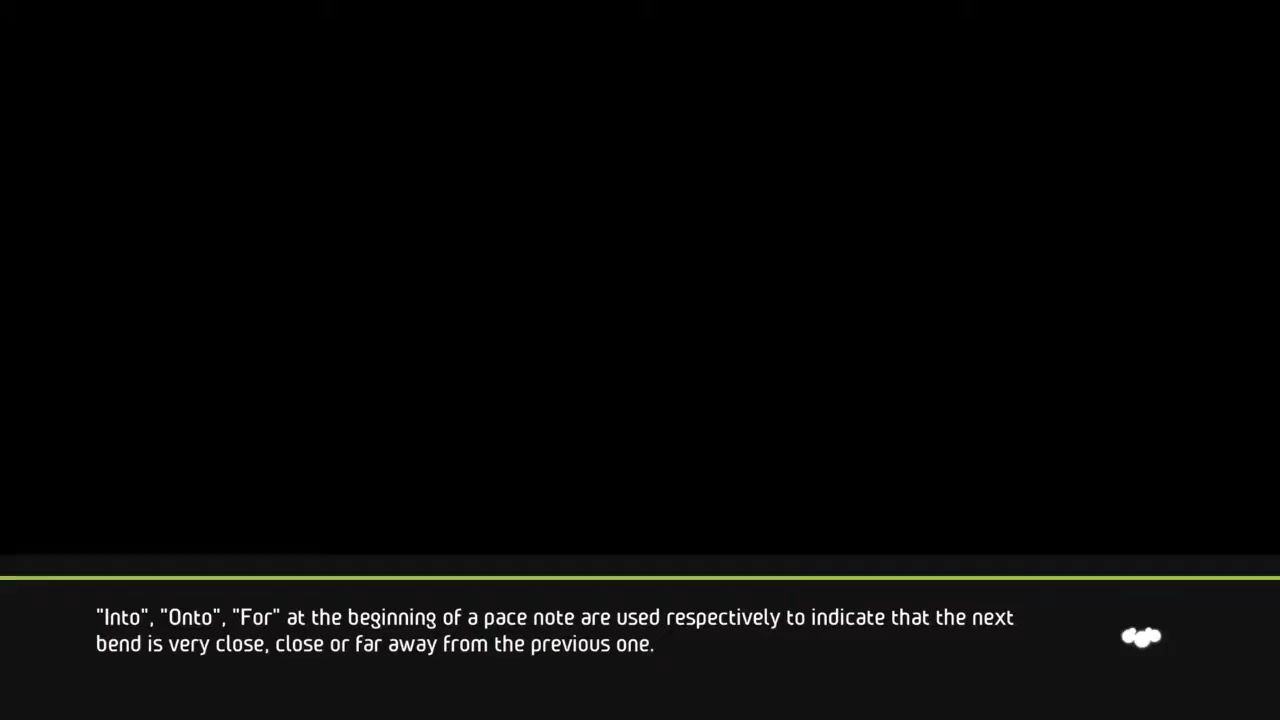 "Into", "Onto", "For" at the beginning of a pace note are used respectively to indicate that the next
bend is very close, close or far away from the previous one.